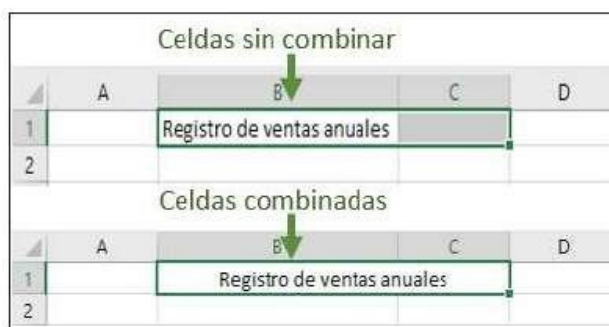 Celdas sin combinar
A B C D
1 Registro de ventas anuales
2
Celdas combinadas
A B C D
1 Registro de ventas anuales
2